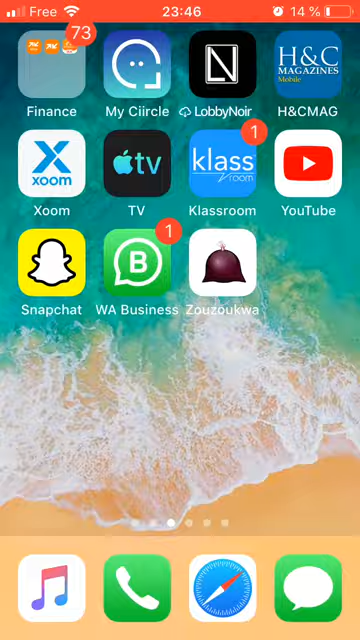 Free 23:46 14 %
73
Finance My Ciircle LobbyNoir H&CMAG
H&C
MAGAZINES
Mobile
N
X
xoom
tv
klass
room
1
Xoom TV Klassroom YouTube
B
1
Snapchat WA Business Zouzoukwa